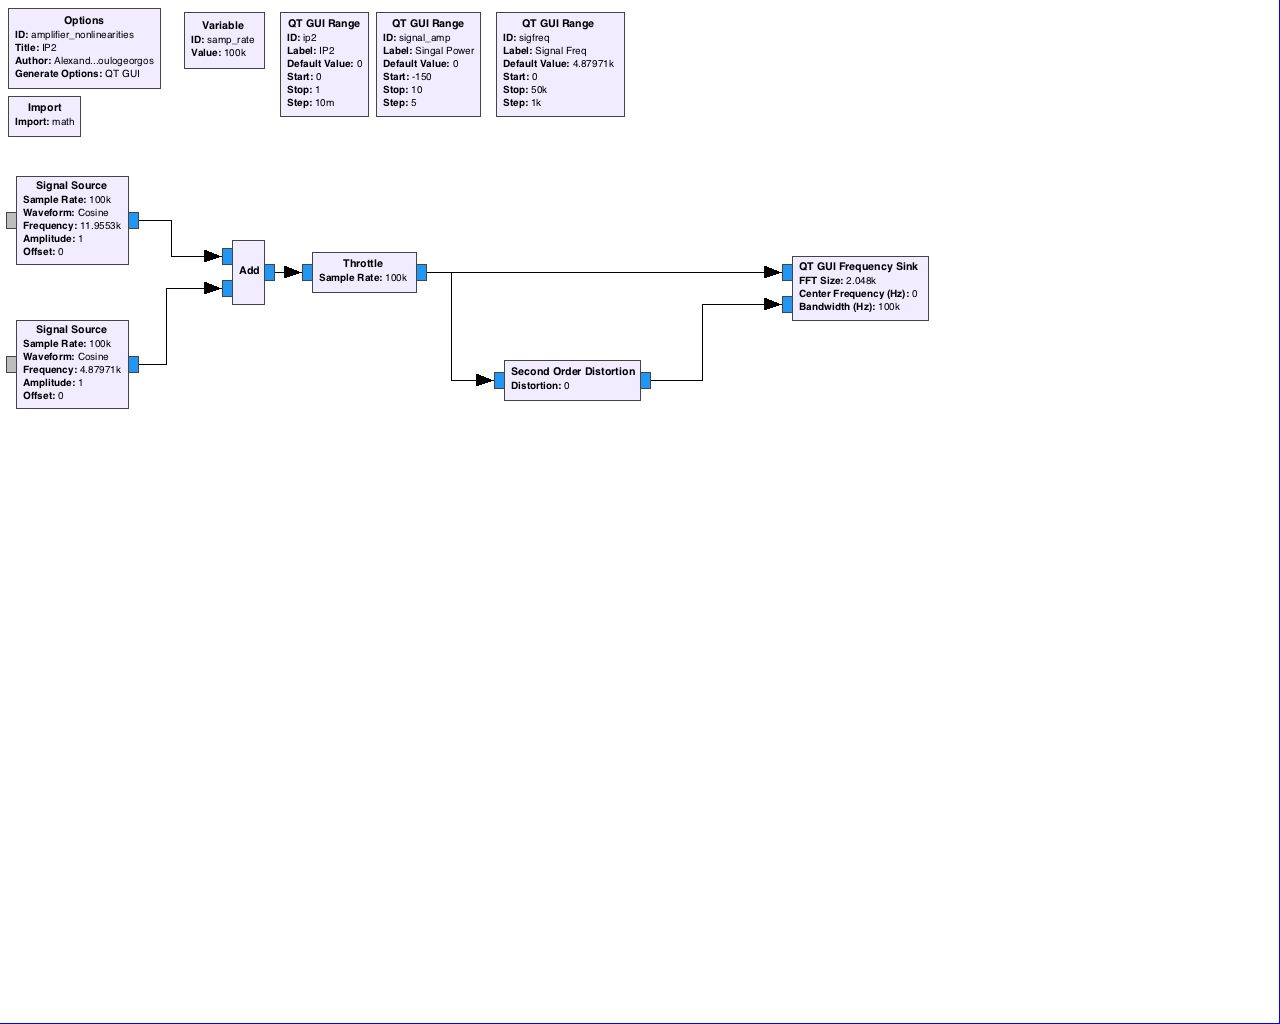 Options
ID: amplifier_nonlinearities
Title: IP2
Author: Alexand...oulogeorgos
Generate Options: QT GUI
Variable
ID: samp_rate
Value: 100k
QT GUI Range
ID: ip2
Label: IP2
Default Value: 0
Start: 0
Stop: 1
Step: 10m
QT GUI Range
ID: signal_amp
Label: Singal Power
Default Value: 0
Start: -150
Stop: 10
Step: 5
QT GUI Range
ID: sigfreq
Label: Signal Freq
Default Value: 4.87971k
Start: 0
Stop: 50k
Step: 1k
Import
Import: math
Signal Source
Sample Rate: 100k
Waveform: Cosine
Frequency: 11.9553k
Amplitude: 1
Offset: 0
Signal Source
Sample Rate: 100k
Waveform: Cosine
Frequency: 4.87971k
Amplitude: 1
Offset: 0
Add
Throttle
Sample Rate: 100k
Second Order Distortion
Distortion: 0
QT GUI Frequency Sink
FFT Size: 2.048k
Center Frequency (Hz): 0
Bandwidth (Hz): 100k